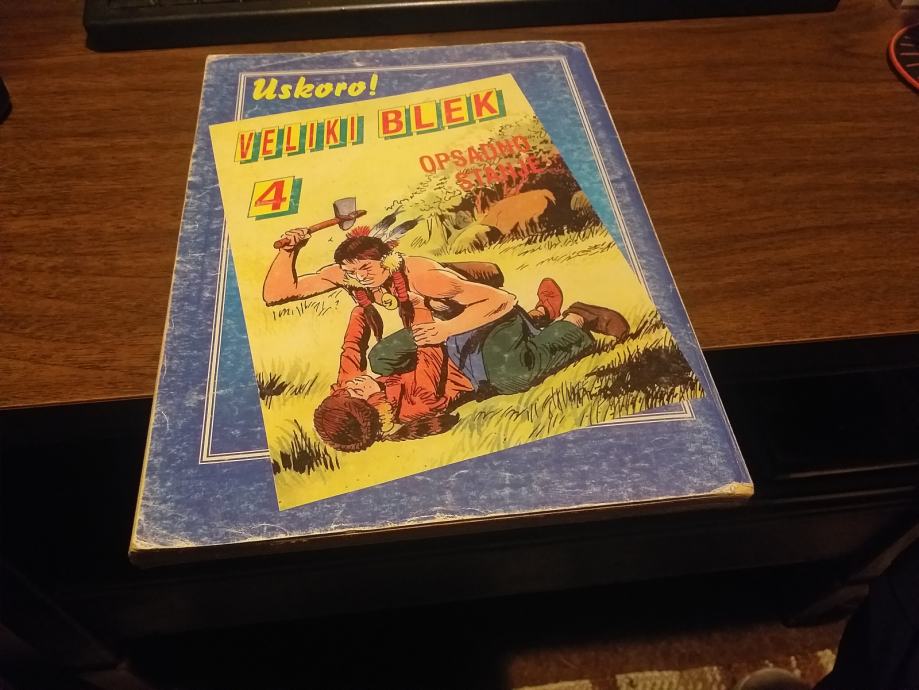 Uskoro!
VELIKI BLEK
OPSADNO
STANJE
4